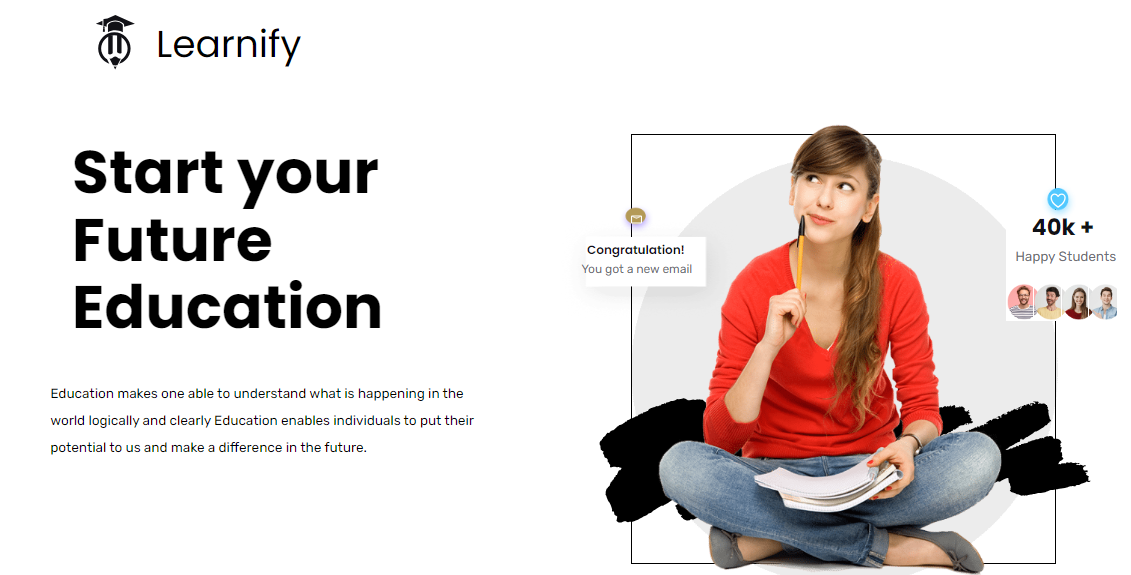 Learnify
Start your
Future
Education
Education makes one able to understand what is happening in the
world logically and clearly Education enables individuals to put their
potential to us and make a difference in the future.
Congratulation!
You got a new email
40k +
Happy Students